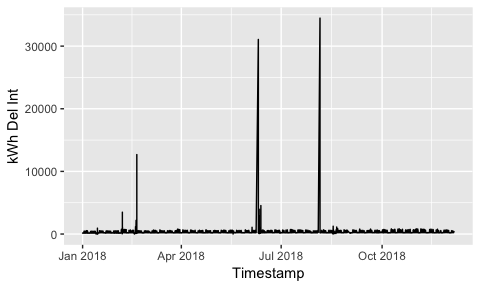 30000
20000
10000
0
kWh Del Int
Jan 2018
Apr 2018
Jul 2018
Oct 2018
Timestamp